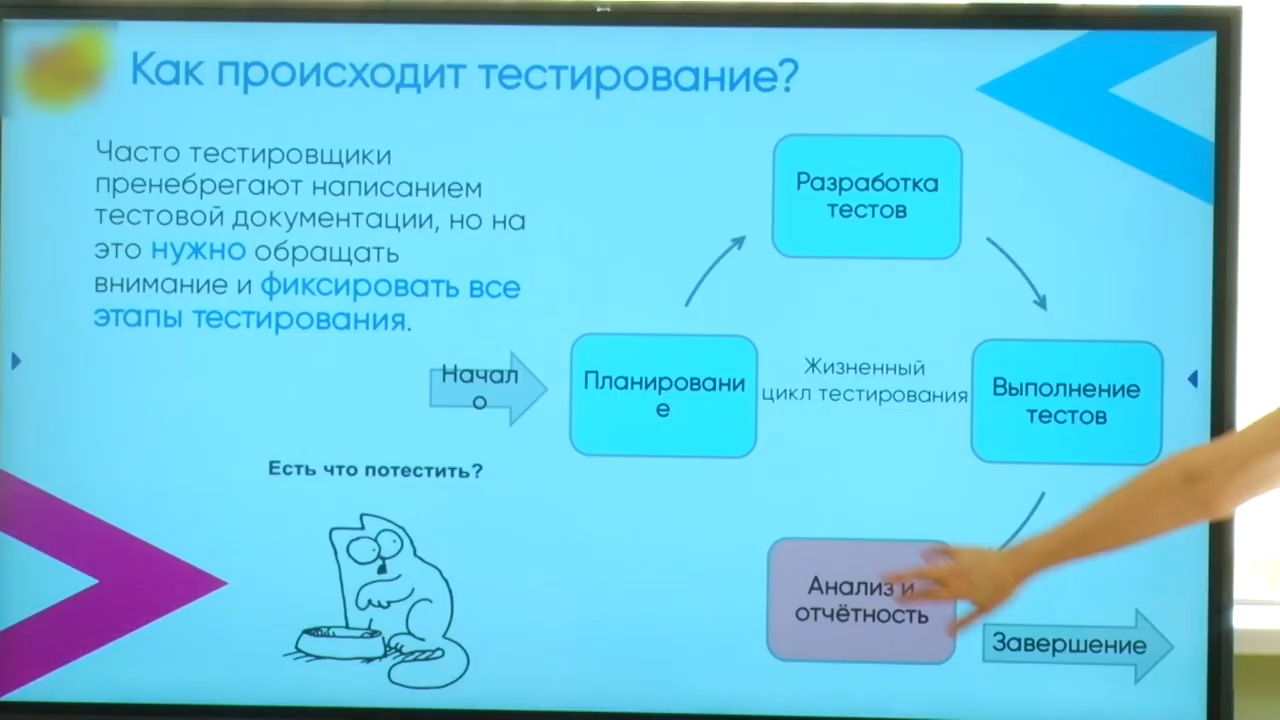 Как происходит тестирование?
Часто тестировщики
пренебрегают написанием
тестовой документации, но на
это нужно обращать
внимание и фиксировать все
этапы тестирования.
Разработка
тестов
Начал
о
Планировани
е
Жизненный
цикл тестирования
Выполнение
тестов
Есть что потестить?
Анализ и
отчётность
Завершение